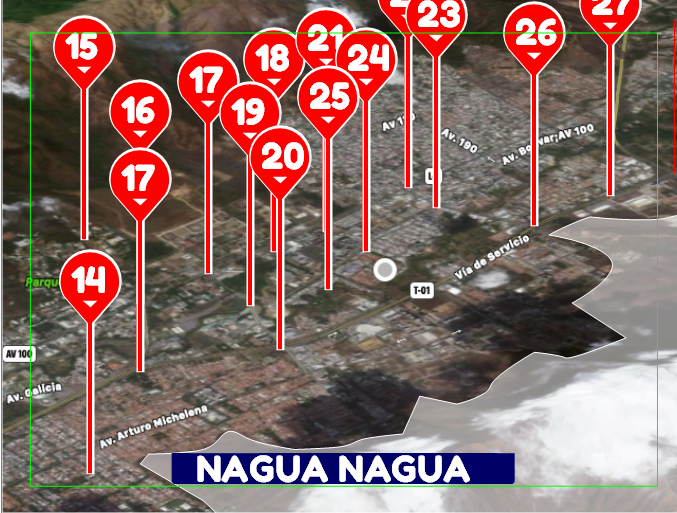 23
27
15
21
26
18
24
17
25
16
19
Av. 190
Av. Bolivar;AV 100
20
17
Via de Servicio
14
T-01
AV 100
Av. Galicia
Av. Arturo Michelena
NAGUA NAGUA